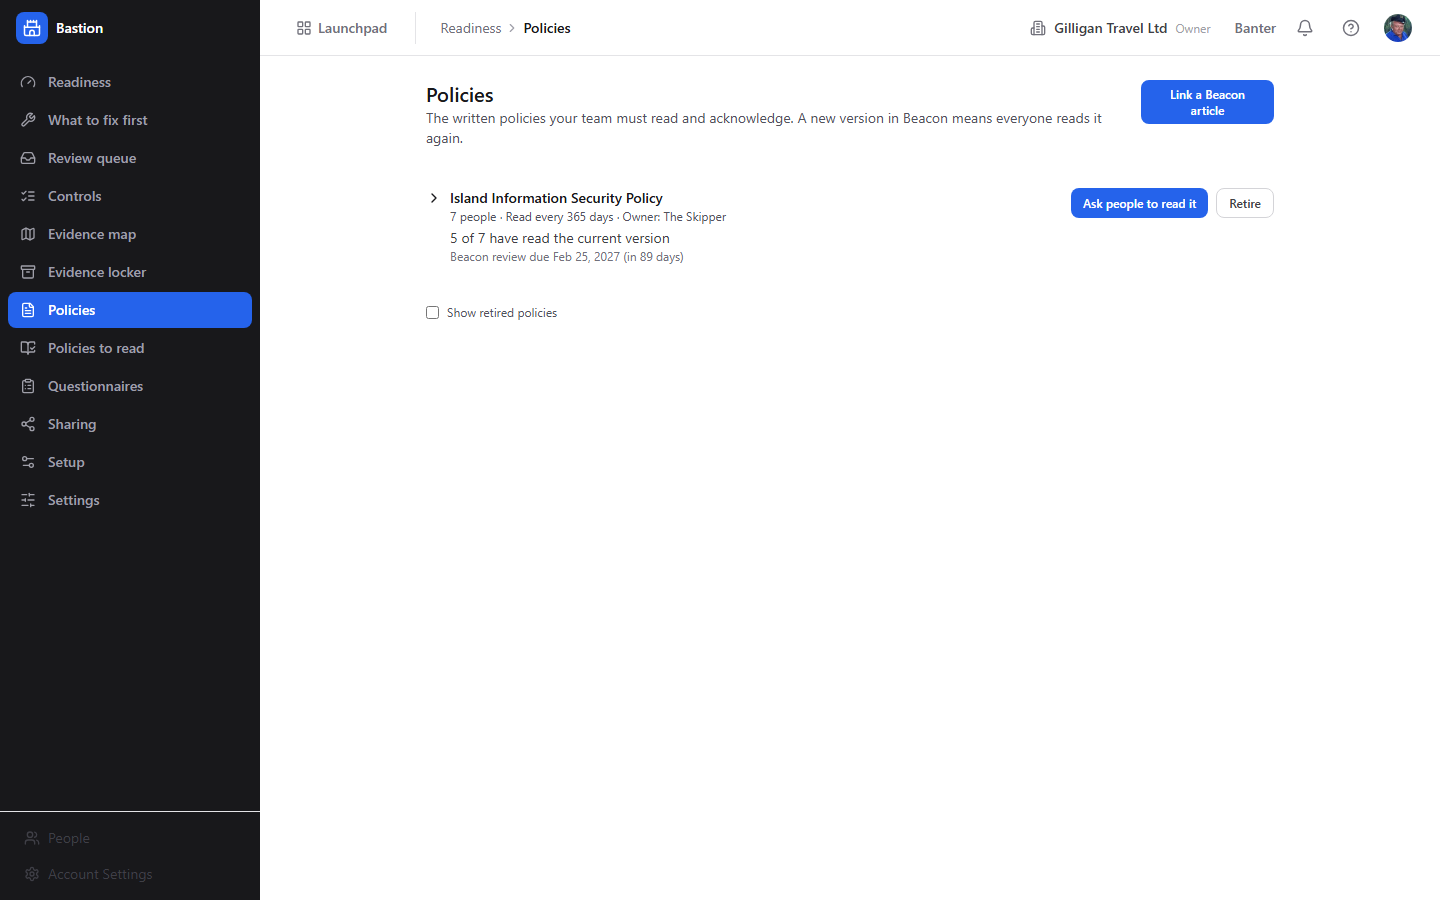 Bastion
Readiness
What to fix first
Review queue
Controls
Evidence map
Evidence locker
Policies
Policies to read
Questionnaires
Sharing
Setup
Settings
People
Account Settings
Launchpad
Readiness > Policies
Gilligan Travel Ltd Owner
Banter
Policies
The written policies your team must read and acknowledge. A new version in Beacon means everyone reads it
again.
Link a Beacon
article
Island Information Security Policy
7 people · Read every 365 days · Owner: The Skipper
5 of 7 have read the current version
Beacon review due Feb 25, 2027 (in 89 days)
Ask people to read it
Retire
Show retired policies